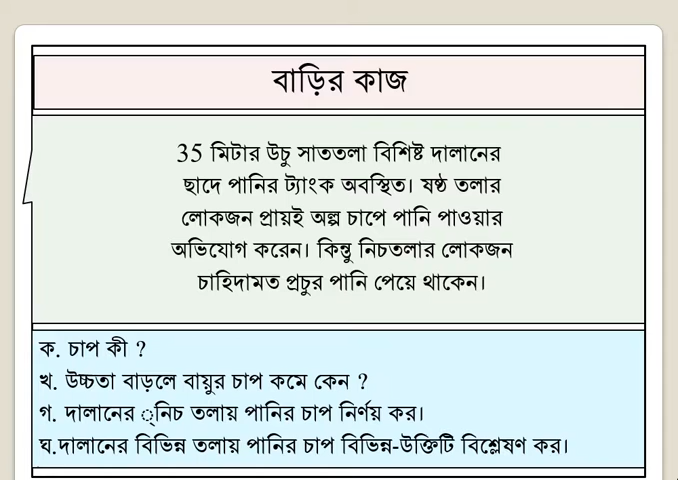 বাড়ির কাজ
35 মিটার উচু সাততলা বিশিষ্ট দালানের
ছাদে পানির ট্যাংক অবস্থিত। ষষ্ঠ তলার
লোকজন প্রায়ই অল্প চাপে পানি পাওয়ার
অভিযোগ করেন। কিন্তু নিচতলার লোকজন
চাহিদামত প্রচুর পানি পেয়ে থাকেন।
ক. চাপ কী ?
খ. উচ্চতা বাড়লে বায়ুর চাপ কমে কেন ?
গ. দালানের ্নিচ তলায় পানির চাপ নির্ণয় কর।
ঘ.দালানের বিভিন্ন তলায় পানির চাপ বিভিন্ন-উক্তিটি বিশ্লেষণ কর।